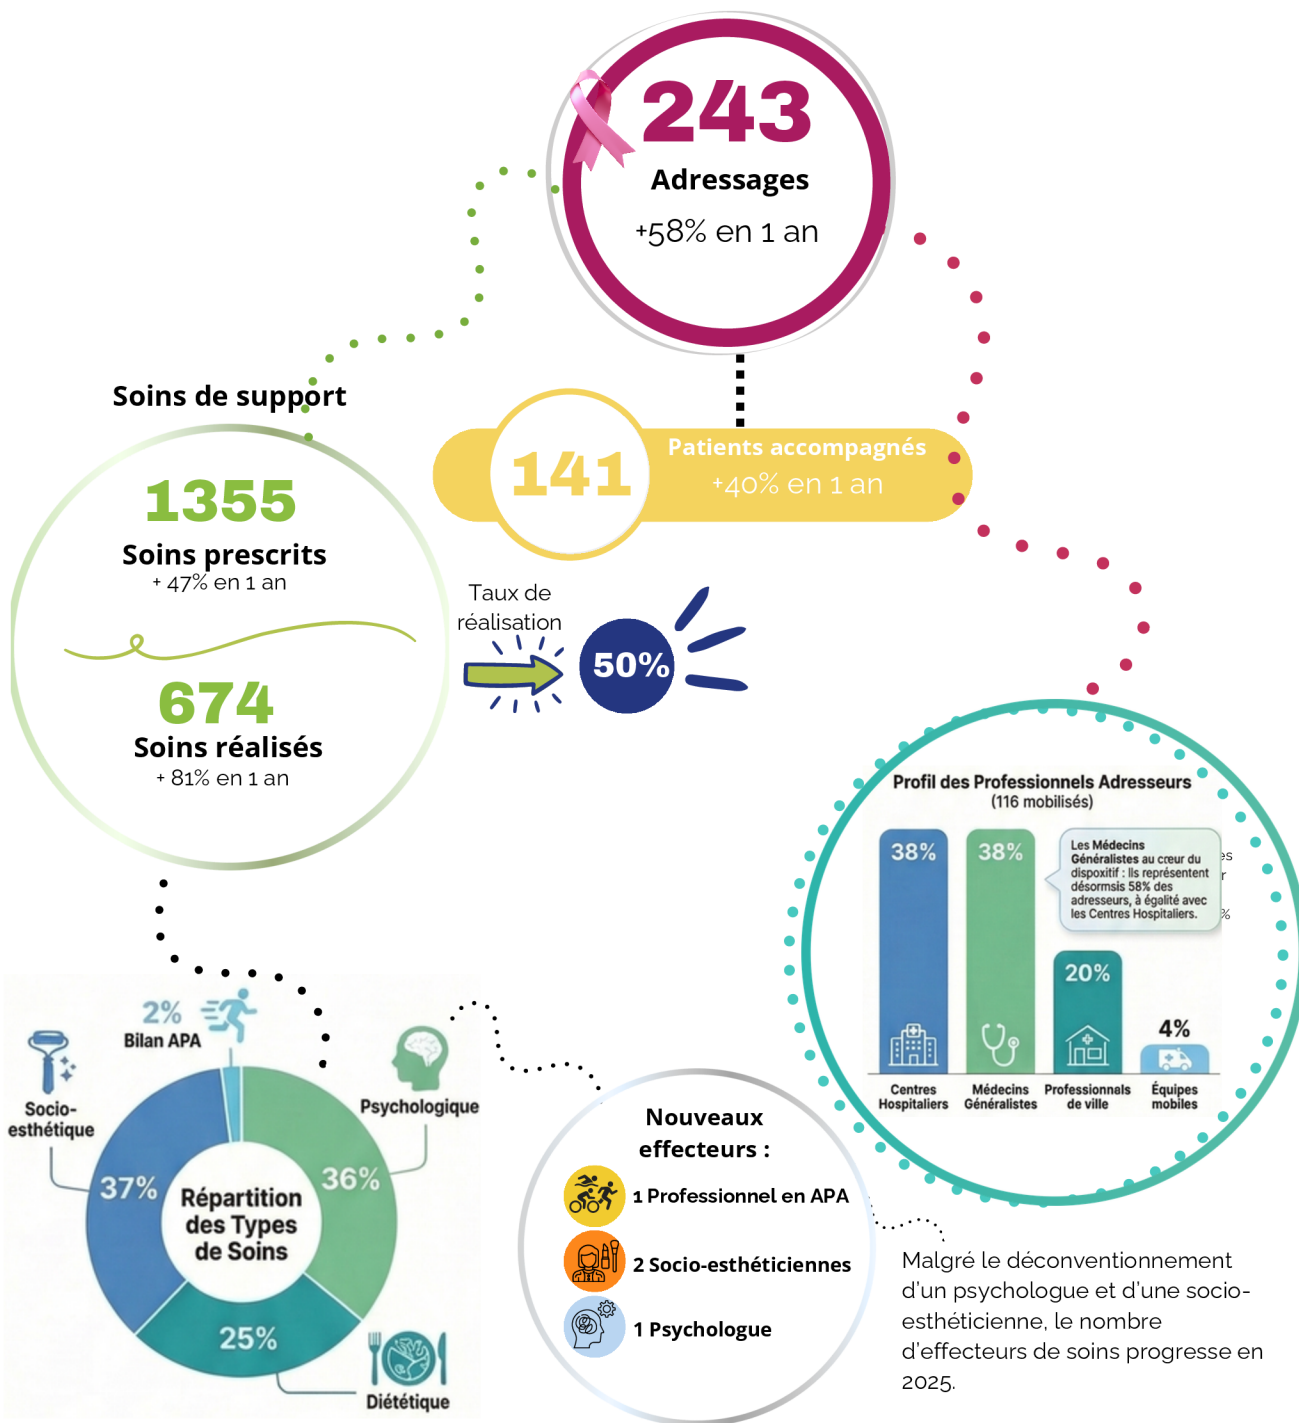 243
Adressages
+58% en 1 an
Soins de support
1355
Soins prescrits
+ 47% en 1 an
674
Soins réalisés
+ 81% en 1 an
141
Patients accompagnés
+40% en 1 an
Taux de
réalisation
50%
Profil des Professionnels Adresseurs
(116 mobilisés)
38%
38%
20%
4%
Les Médecins
Généralistes au cœur du
dispoxitif : Ils représentent
désormsis 58% des
adresseurs, à égalité avec
les Centres Hospitaliers.
es
r
%
Centres
Hospitaliers
Médecins
Généralistes
Professionnals
de ville
Équipes
mobiles
2%
Bilan APA
Socio-
esthétique
Psychologique
37%
36%
25%
Répartition
des Types
de Soins
Diététique
Nouveaux
effecteurs :
1 Professionnel en APA
2 Socio-esthéticiennes
1 Psychologue
Malgré le déconventionnement
d'un psychologue et d'une socio-
esthéticienne, le nombre
d'effecteurs de soins progresse en
2025.